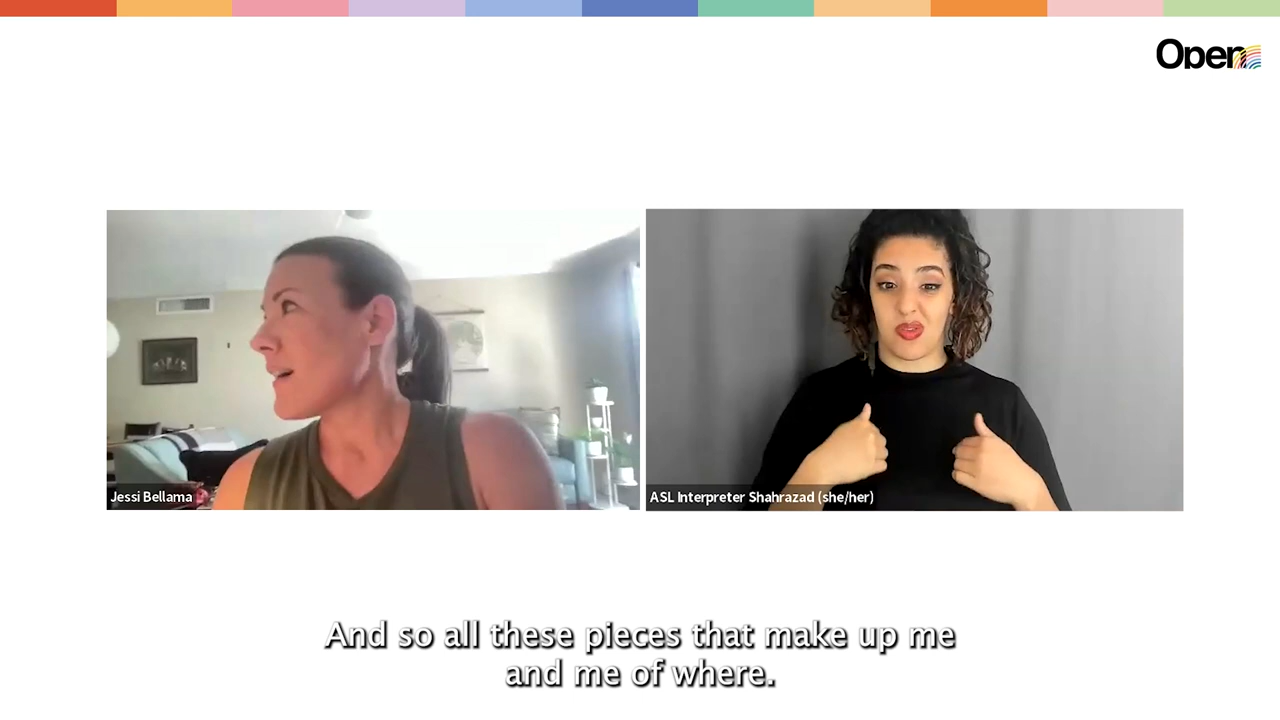 Open
Jessi Bellama
ASL Interpreter Shahrazad (she/her)
And so all these pieces that make up me
and me of where.